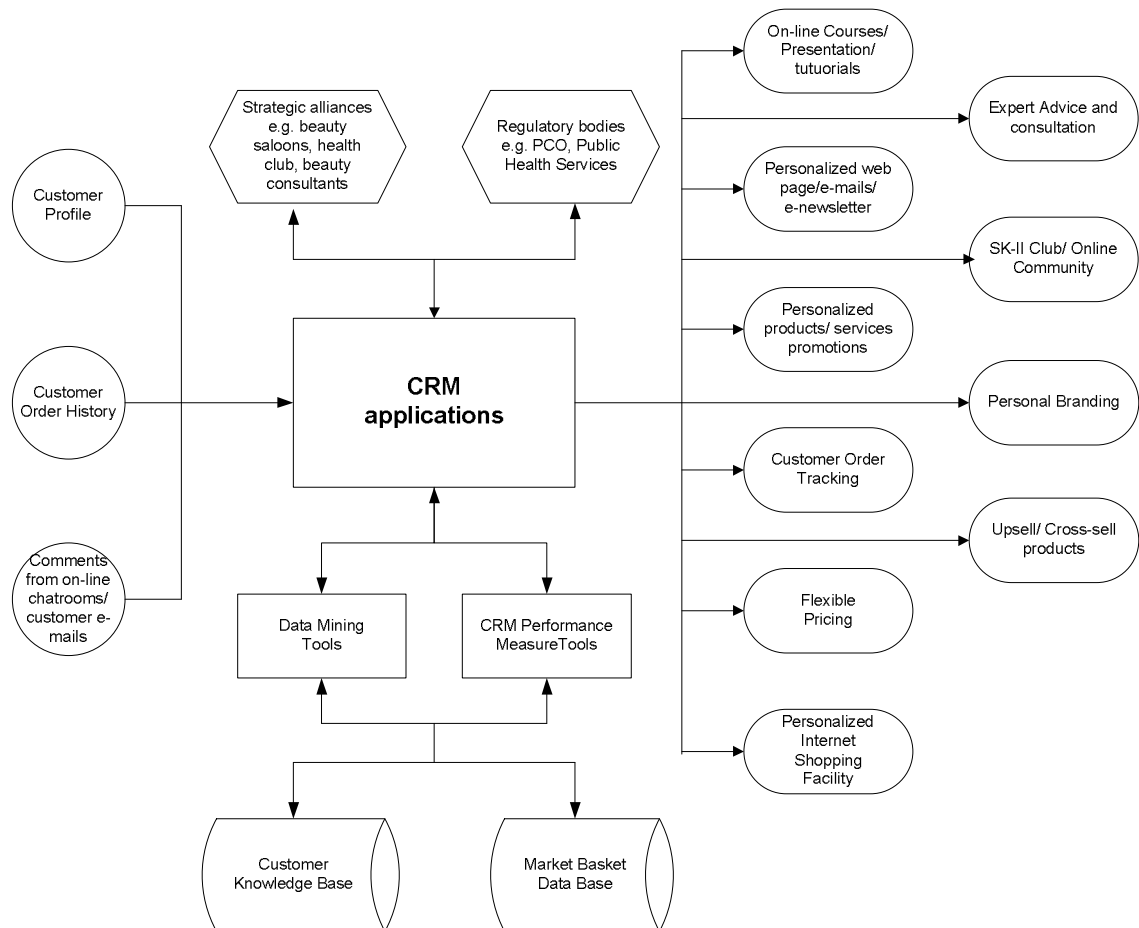 On-line Courses/
Presentation/
tutuorials
Strategic alliances
e.g. beauty
saloons, health
club, beauty
consultants
Regulatory bodies
e.g. PCO, Public
Health Services
Expert Advice and
consultation
Customer
Profile
Personalized web
page/e-mails/
e-newsletter
SK-II Club/ Online
Community
Personalized
products/ services
promotions
CRM
applications
Customer
Order History
Personal Branding
Customer Order
Tracking
Upsell/ Cross-sell
products
Comments
from on-line
chatrooms/
customer e-
mails
Data Mining
Tools
CRM Performance
MeasureTools
Flexible
Pricing
Personalized
Internet
Shopping
Facility
Customer
Knowledge Base
Market Basket
Data Base